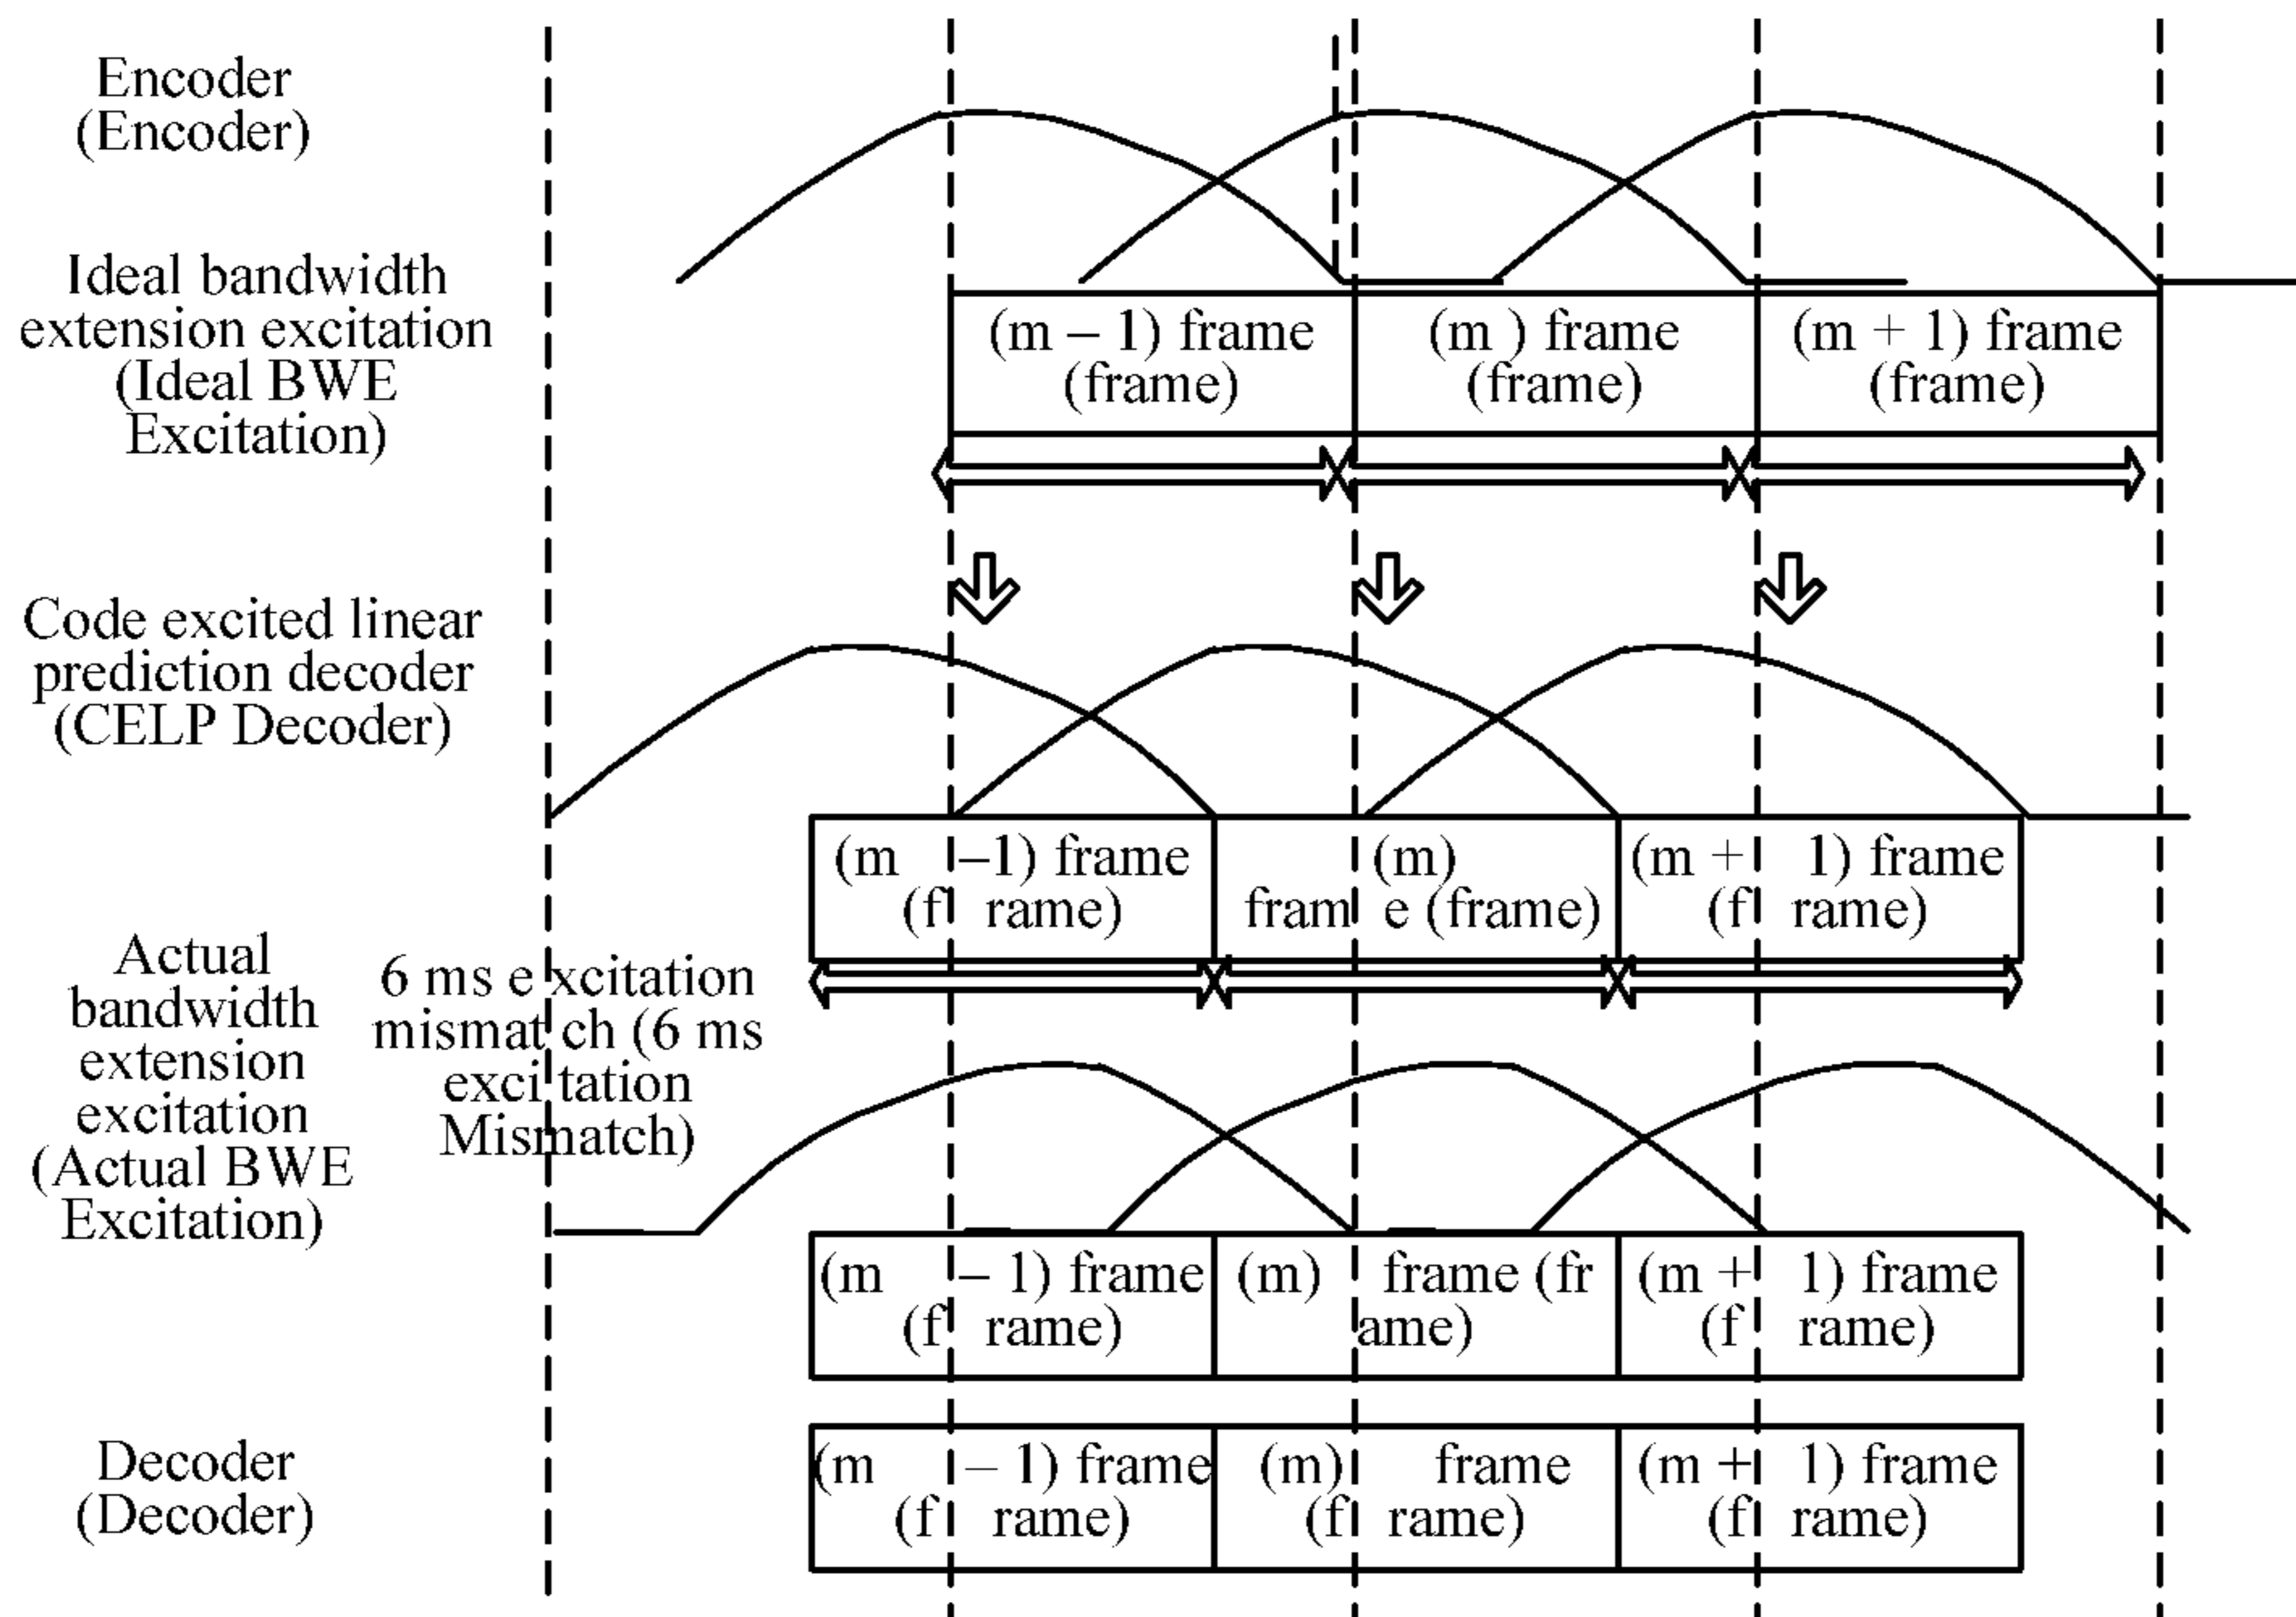 Encoder
(Encoder)
Ideal bandwidth
extension excitation
(Ideal BWE
Excitation)
(m – 1) frame
(frame)
(m ) frame
(frame)
(m + 1) frame
(frame)
Code excited linear
prediction decoder
(CELP Decoder)
(m –1) frame
(f rame)
(m)
fram e (frame)
(m + 1) frame
(f rame)
Actual
bandwidth
extension
excitation
(Actual BWE
Excitation)
6 ms e xcitation
mismat ch (6 ms
exci tation
Mismatch)
(m – 1) frame
(f rame)
(m) frame (fr
ame)
(m + 1) frame
(f rame)
Decoder
(Decoder)
(m – 1) frame
(f rame)
(m) frame
(f rame)
(m + 1) frame
(f rame)